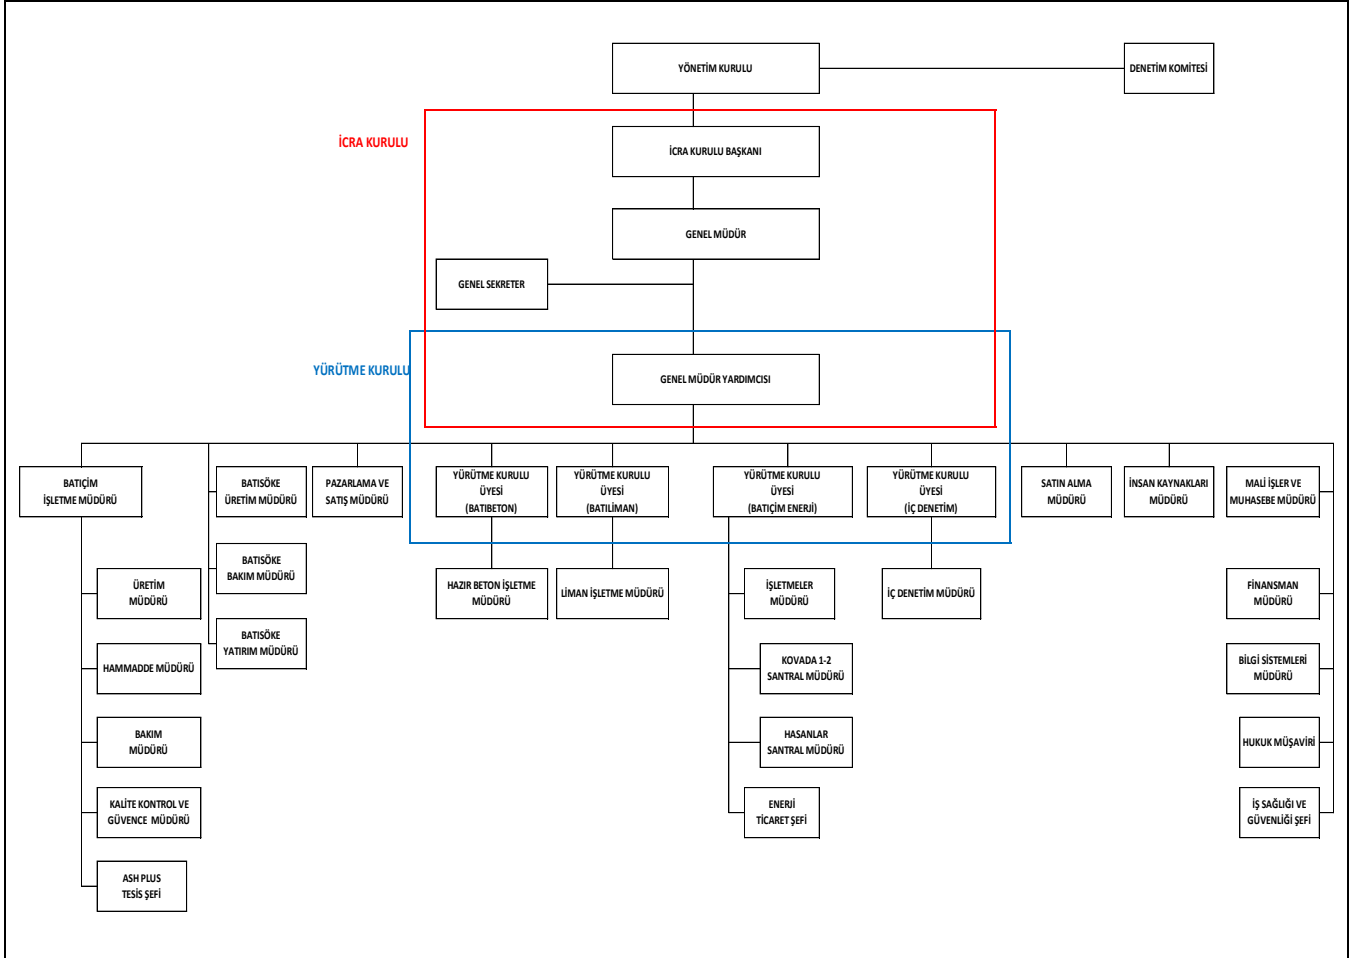 YÖNETİM KURULU
DENETİM KOMİTESİ
İCRA KURULU
İCRA KURULU BAŞKANI
GENEL MÜDÜR
GENEL SEKRETER
YÜRÜTME KURULU
GENEL MÜDÜR YARDIMCISI
BATIÇİM
İŞLETME MÜDÜRÜ
BATISÖKE
ÜRETİM MÜDÜRÜ
PAZARLAMA VE
SATIŞ MÜDÜRÜ
YÜRÜTME KURULU
ÜYESİ
(BATIBETON)
YÜRÜTME KURULU
ÜYESİ
(BATILİMAN)
YÜRÜTME KURULU
ÜYESİ
(BATIÇİM ENERJİ)
YÜRÜTME KURULU
ÜYESİ
(İÇ DENETİM)
SATIN ALMA
MÜDÜRÜ
İNSAN KAYNAKLARI
MÜDÜRÜ
MALİ İŞLER VE
MUHASEBE MÜDÜRÜ
BATISÖKE
BAKIM MÜDÜRÜ
ÜRETİM
MÜDÜRÜ
HAZIR BETON İŞLETME
MÜDÜRÜ
LİMAN İŞLETME MÜDÜRÜ
İŞLETMELER
MÜDÜRÜ
İÇ DENETİM MÜDÜRÜ
FİNANSMAN
MÜDÜRÜ
BATISÖKE
YATIRIM MÜDÜRÜ
HAMMADDE MÜDÜRÜ
KOVADA 1-2
SANTRAL MÜDÜRÜ
BİLGİ SİSTEMLERİ
MÜDÜRÜ
BAKIM
MÜDÜRÜ
HASANLAR
SANTRAL MÜDÜRÜ
HUKUK MÜŞAVİRİ
KALİTE KONTROL VE
GÜVENCE MÜDÜRÜ
ENERJİ
TİCARET ŞEFİ
İŞ SAĞLIĞI VE
GÜVENLİĞİ ŞEFİ
ASH PLUS
TESİS ŞEFİ